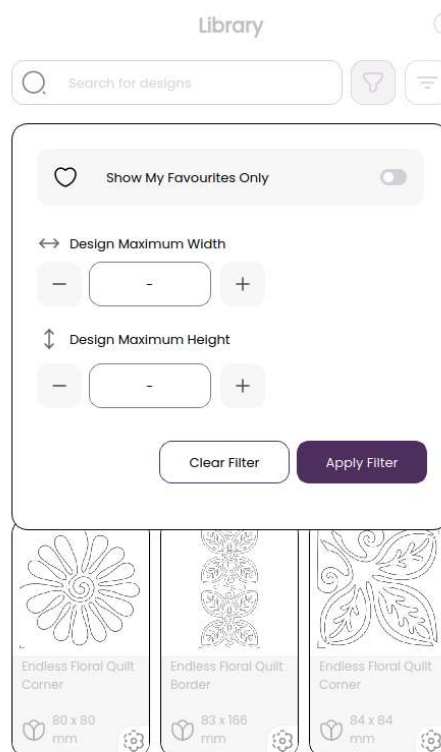 Library
Search for designs
Show My Favourites Only
Design Maximum Width
-
Design Maximum Height
-
Clear Filter
Apply Filter
Endless Floral Quilt
Corner
Endless Floral Quilt
Border
Endless Floral Quilt
Corner
80 x 80
mm
83 x 166
mm
84 x 84
mm